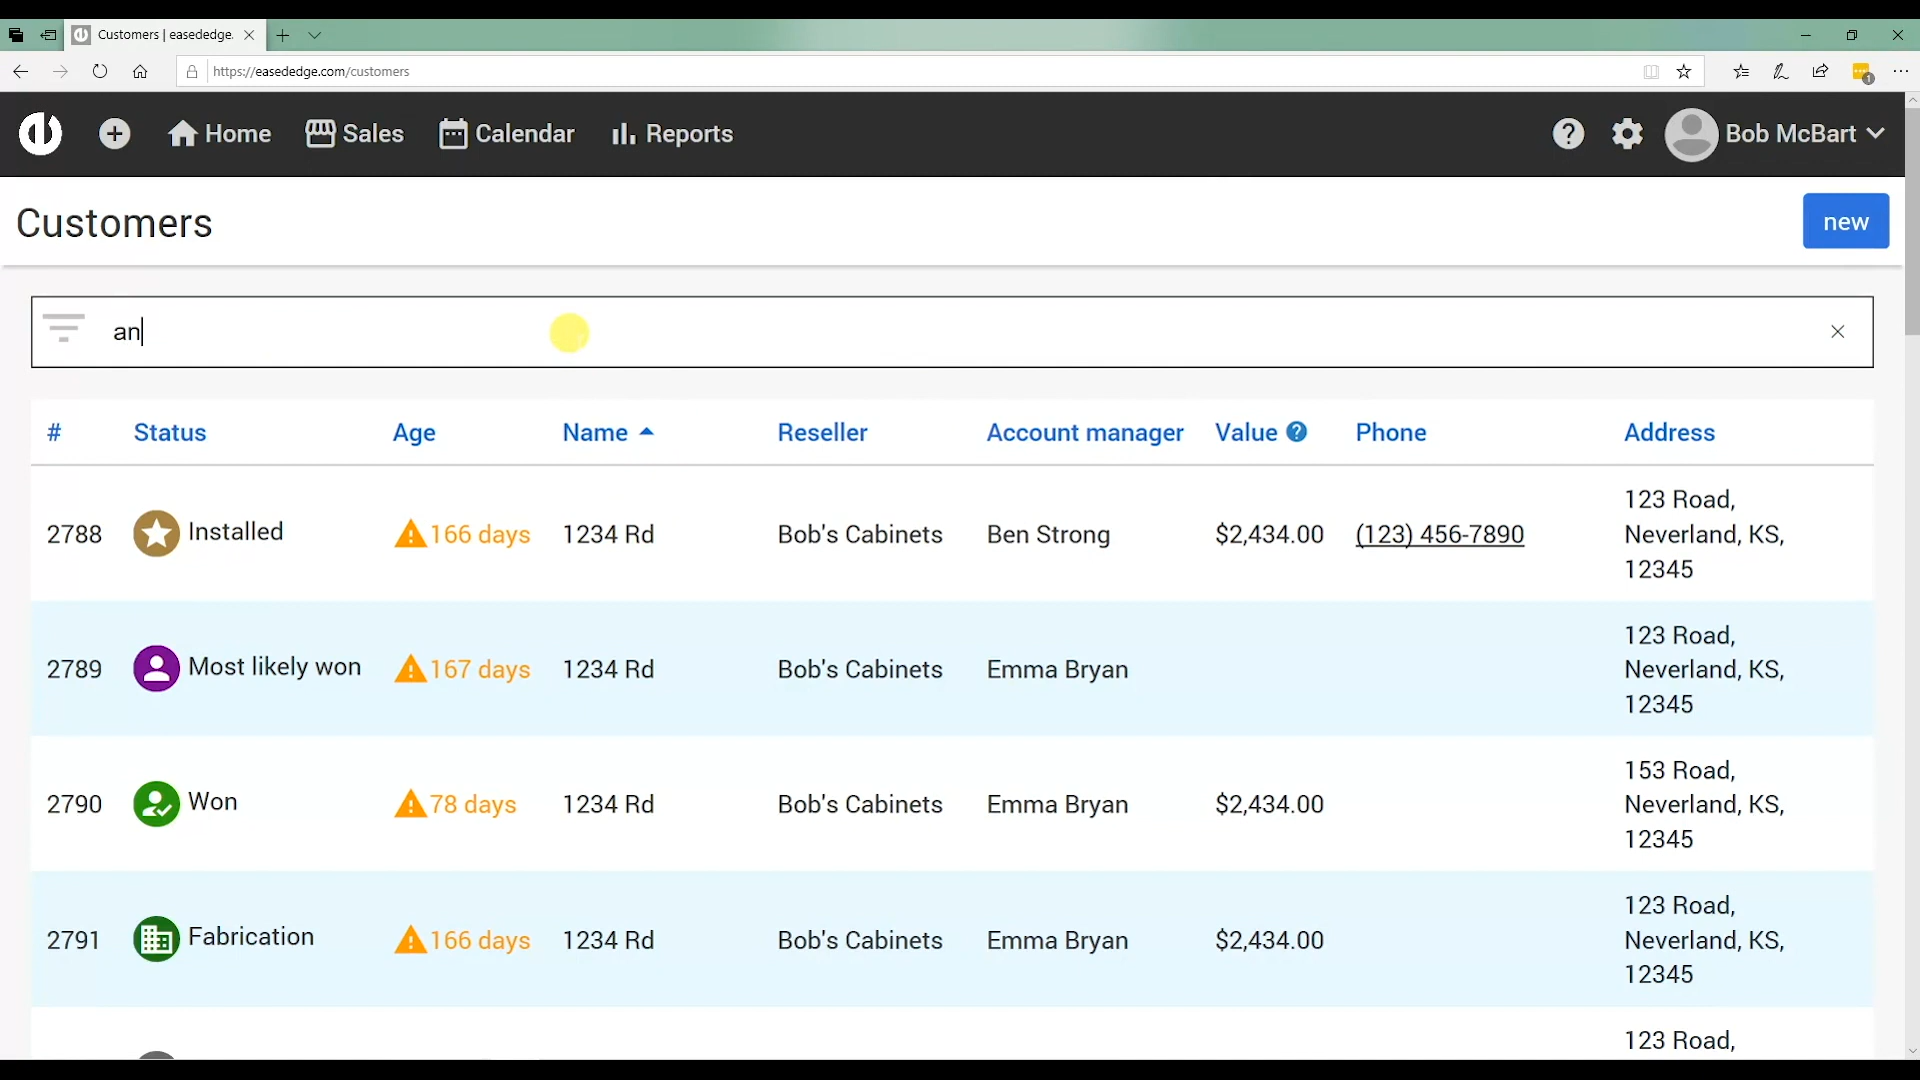 Customers | easededge.
https://easededge.com/customers
1
Home Sales Calendar Reports ? Bob McBart
Customers new
an
# Status Age Name Reseller Account manager Value ? Phone Address
2788 Installed 166 days 1234 Rd Bob's Cabinets Ben Strong $2,434.00 (123) 456-7890 123 Road,
Neverland, KS,
12345
2789 Most likely won 167 days 1234 Rd Bob's Cabinets Emma Bryan 123 Road,
Neverland, KS,
12345
2790 Won 78 days 1234 Rd Bob's Cabinets Emma Bryan $2,434.00 153 Road,
Neverland, KS,
12345
2791 Fabrication 166 days 1234 Rd Bob's Cabinets Emma Bryan $2,434.00 123 Road,
Neverland, KS,
12345
123 Road,